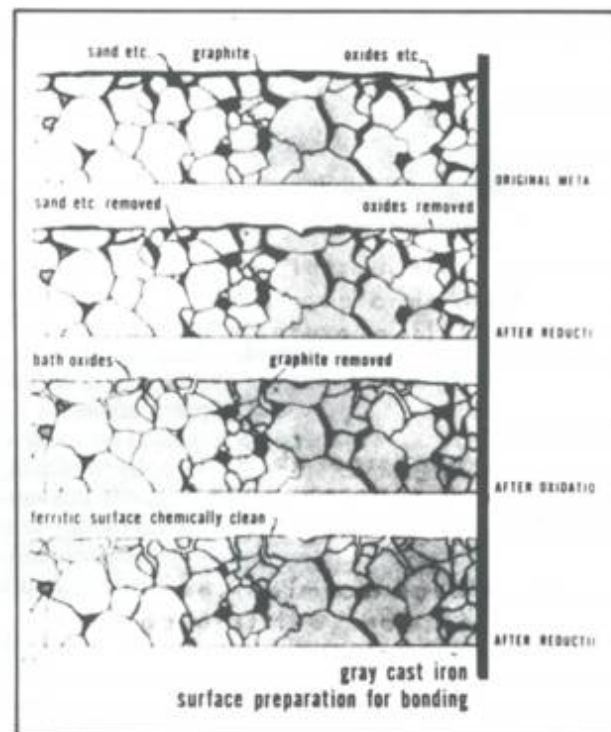 sand etc. graphite oxides etc.
ORIGINAL META
sand etc removed oxides removed
AFTER REDUCTI
bath oxides graphite removed
AFTER OXIDATIO
ferritic surface chemically clean
AFTER REDUCTI
gray cast iron
surface preparation for bonding